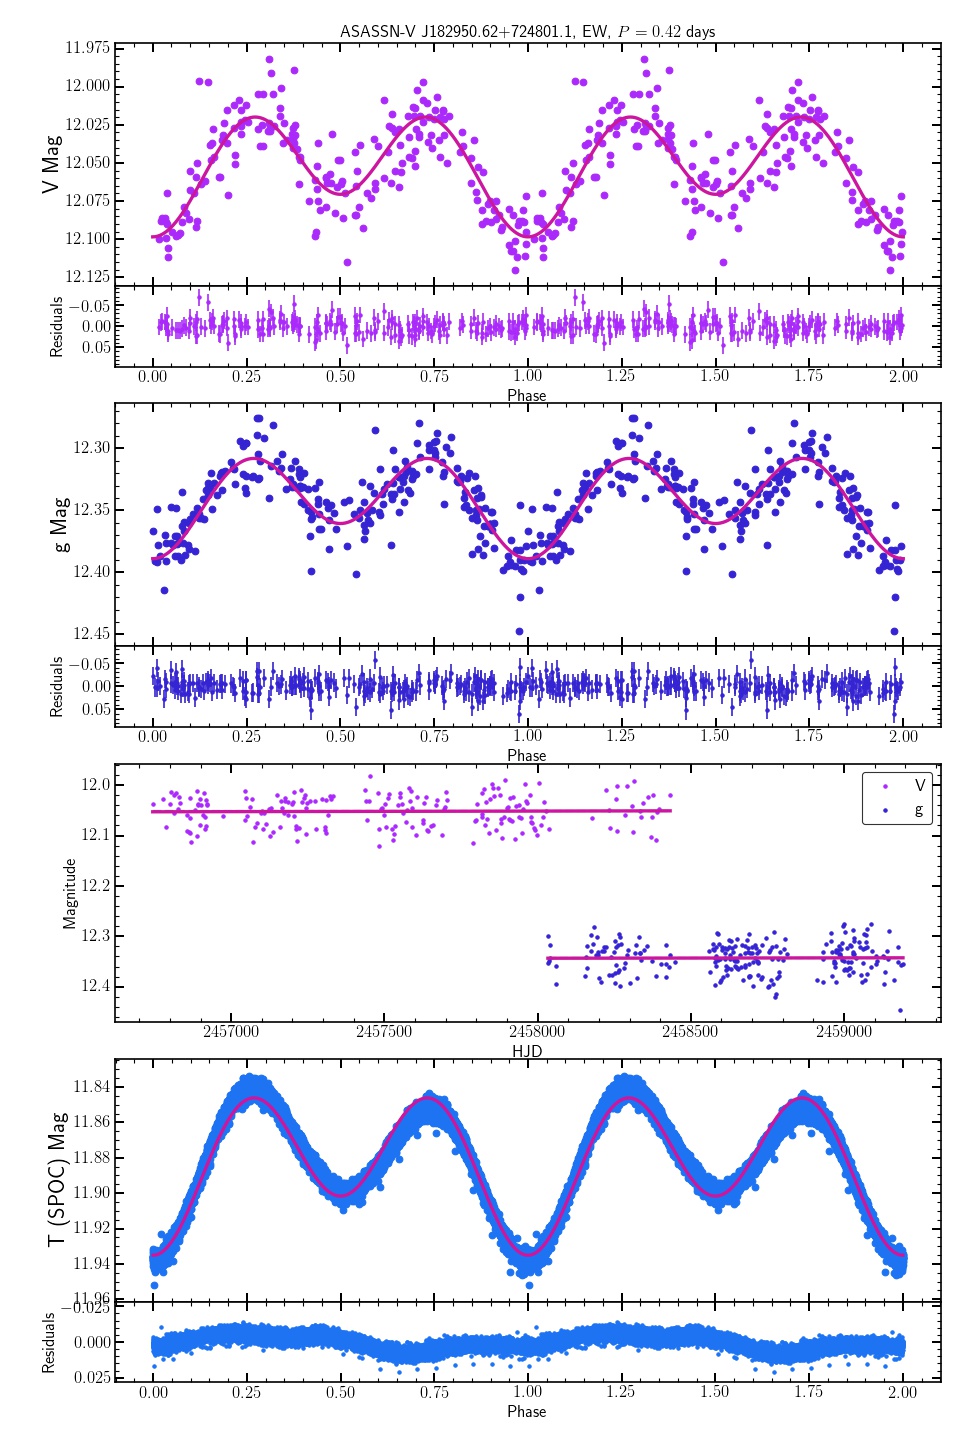 ASASSN-V J182950.62+724801.1, EW, P = 0.42 days
V Mag
11.975
12.000
12.025
12.050
12.075
12.100
12.125
Residuals
−0.05
0.00
0.05
0.00 0.25 0.50 0.75 1.00 1.25 1.50 1.75 2.00
Phase
g Mag
12.30
12.35
12.40
12.45
Residuals
−0.05
0.00
0.05
0.00 0.25 0.50 0.75 1.00 1.25 1.50 1.75 2.00
Phase
Magnitude
12.0
12.1
12.2
12.3
12.4
V
g
2457000 2457500 2458000 2458500 2459000
HJD
T (SPOC) Mag
11.84
11.86
11.88
11.90
11.92
11.94
11.96
Residuals
−0.025
0.000
0.025
0.00 0.25 0.50 0.75 1.00 1.25 1.50 1.75 2.00
Phase